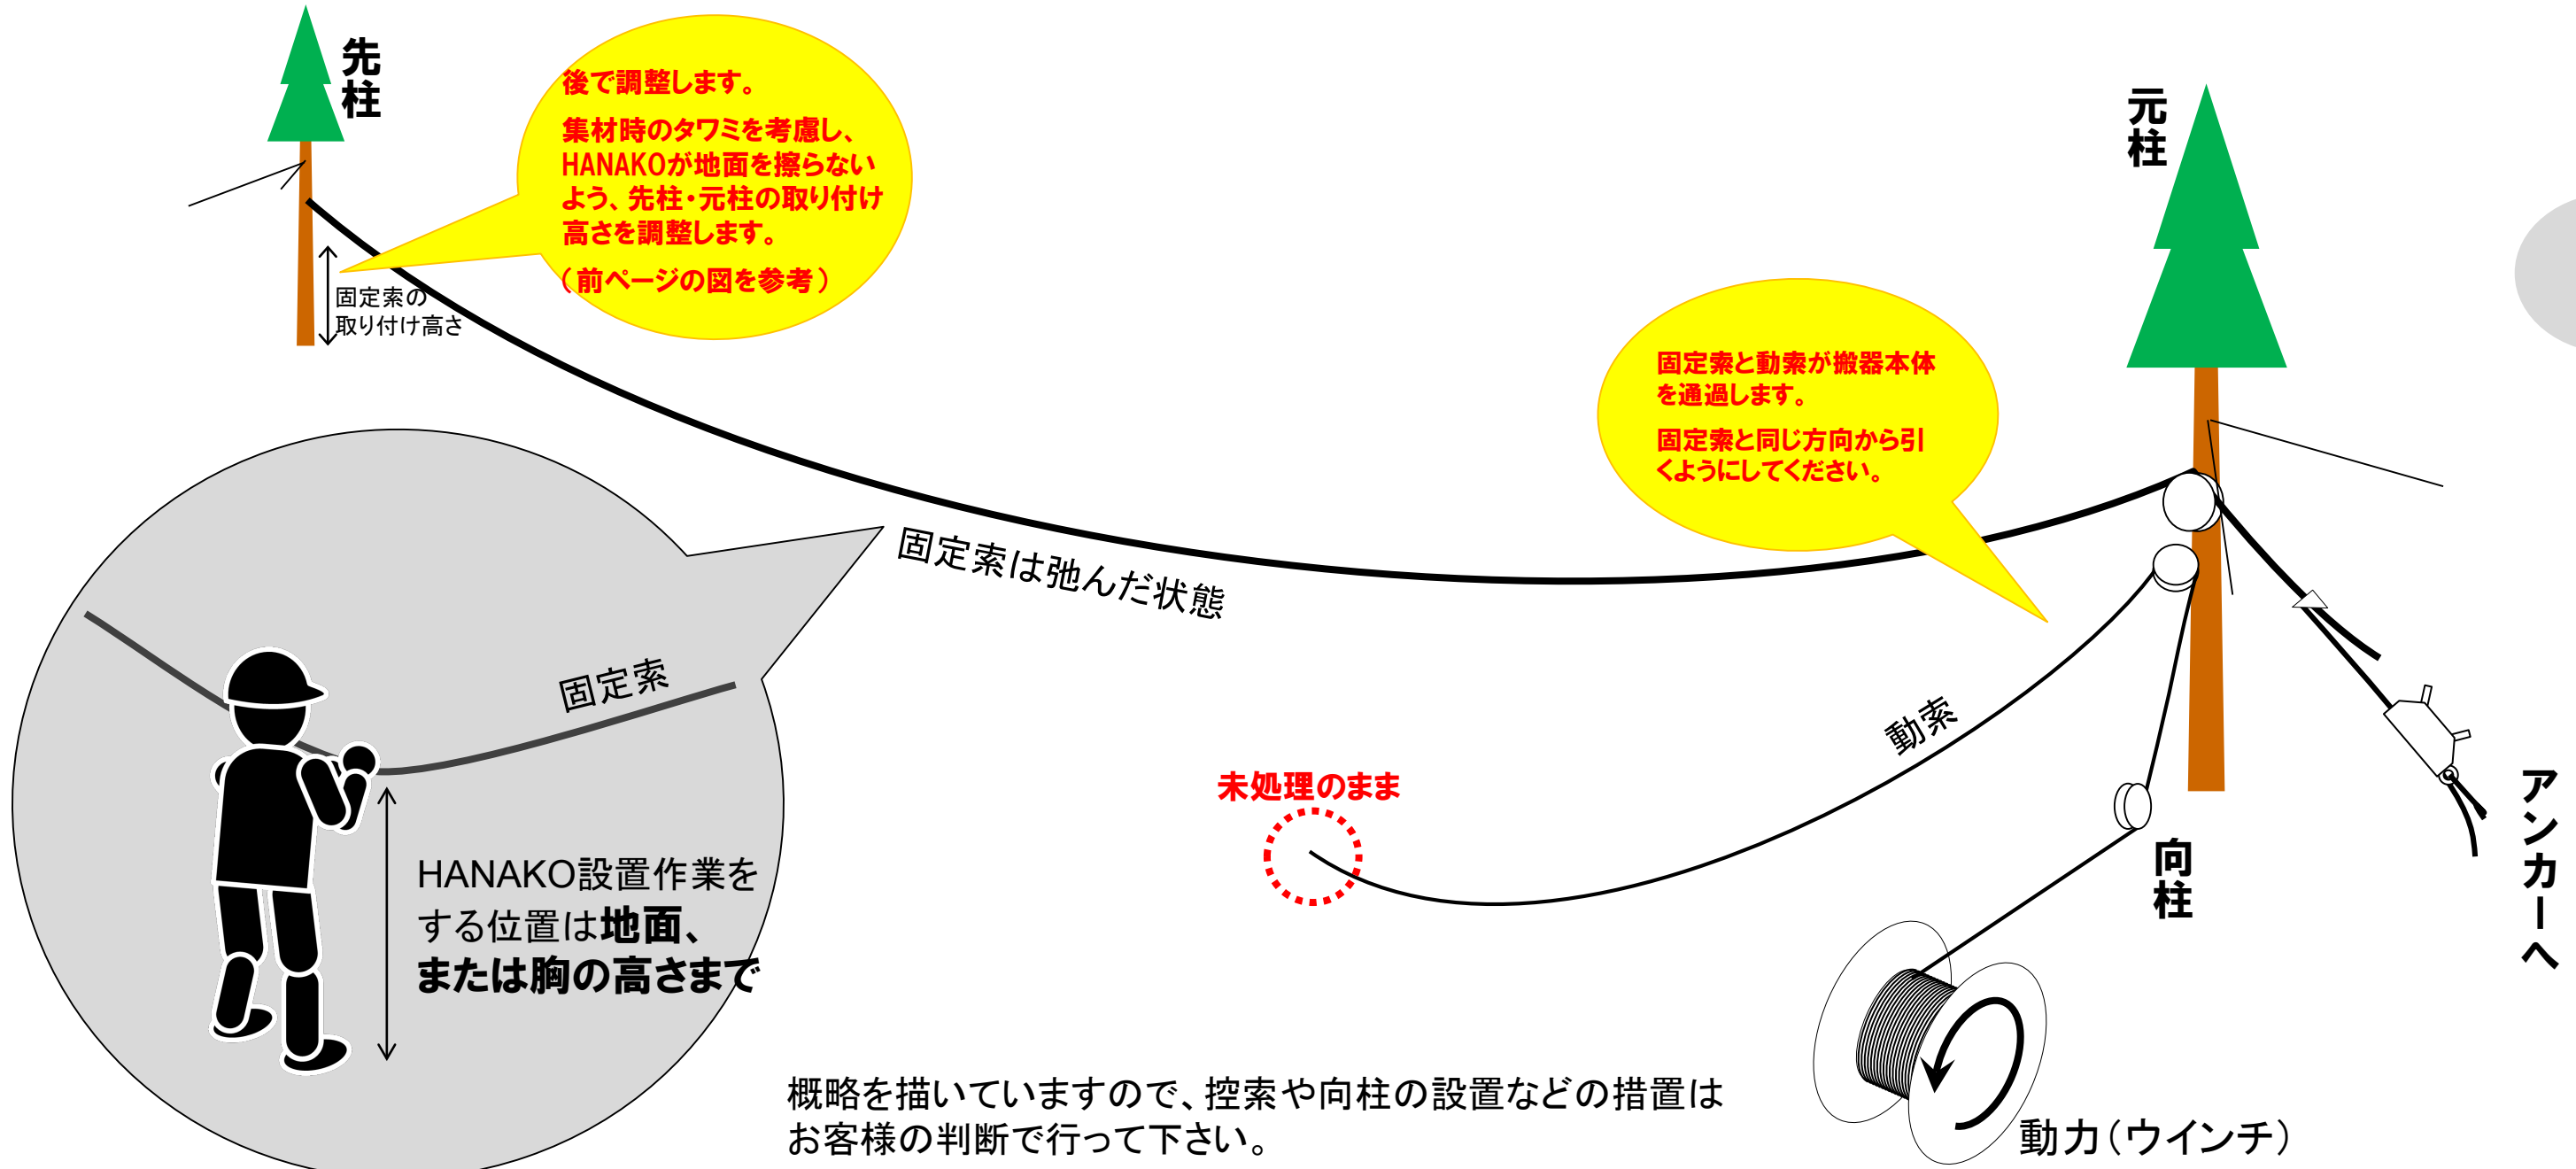 先柱
後で調整します。
集材時のタワミを考慮し、
HANAKOが地面を擦らない
よう、先柱・元柱の取り付け
高さを調整します。
（前ページの図を参考）
固定索の
取り付け高さ
元柱
固定索と動索が搬器本体
を通過します。
固定索と同じ方向から引
くようにしてください。
固定索は弛んだ状態
固定索
動索
未処理のまま
HANAKO設置作業を
する位置は地面、
または胸の高さまで
向柱
アンカーへ
概略を描いていますので、控索や向柱の設置などの措置は
お客様の判断で行って下さい。
動力（ウインチ）